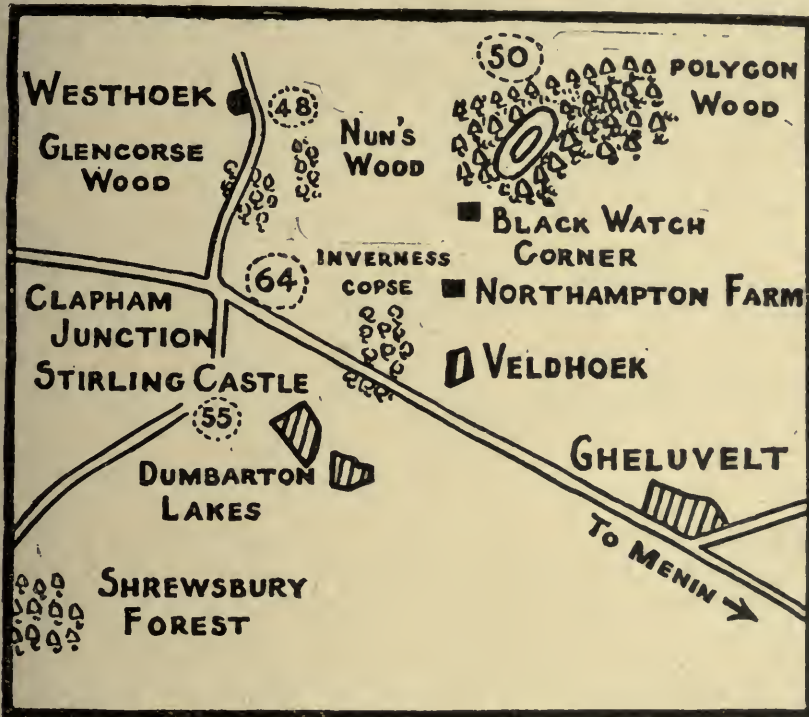 50
POLYGON
WOOD
WESTHOEK
48
NUN'S
WOOD
GLENCORSE
WOOD
BLACK WATCH
CORNER
64
INVERNESS
COPSE
NORTHAMPTON FARM
CLAPHAM
JUNCTION
VELDHOEK
STIRLING CASTLE
55
GHELUVELT
DUMBARTON
LAKES
TO MENIN
SHREWSBURY
FOREST